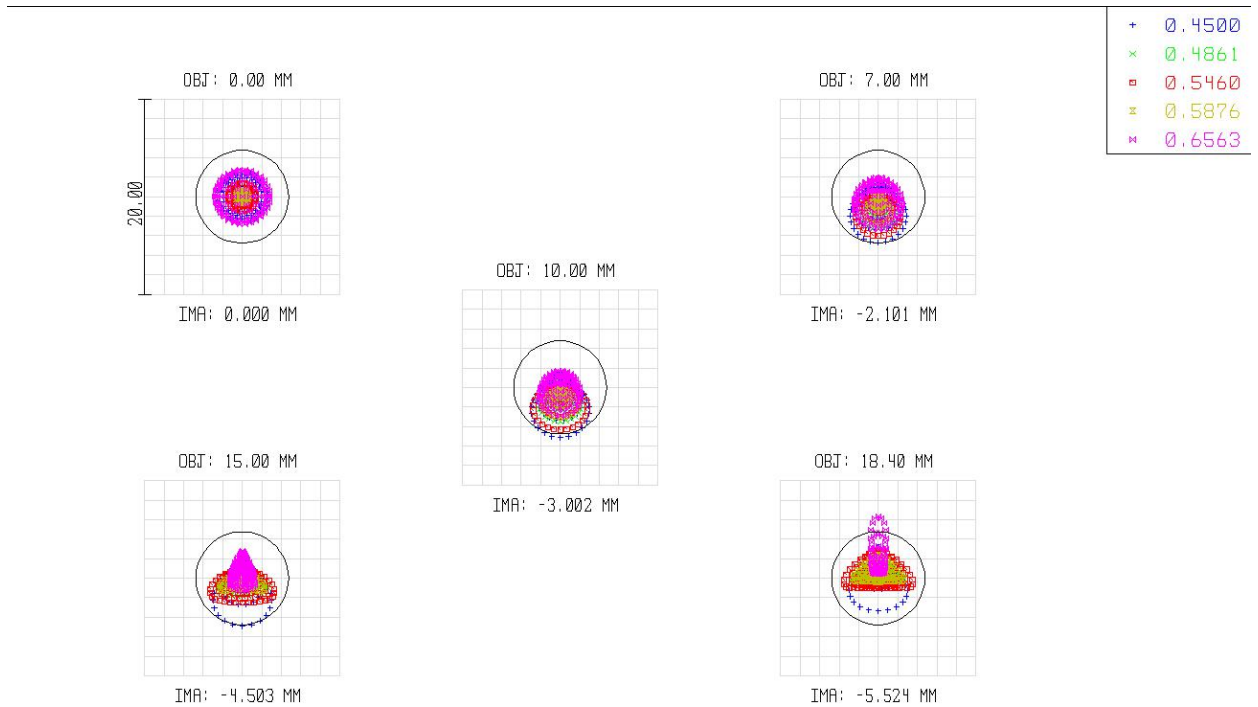 + 0.4500
× 0.4861
0.5460
0.5876
0.6563
OBJ: 0.00 MM
OBJ: 7.00 MM
20.00
IMA: 0.000 MM
IMA: -2.101 MM
OBJ: 10.00 MM
IMA: -3.002 MM
OBJ: 15.00 MM
OBJ: 18.40 MM
IMA: -4.503 MM
IMA: -5.524 MM